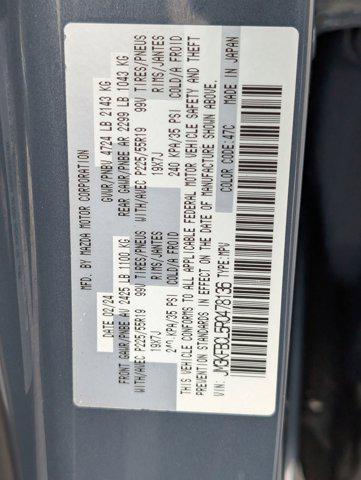 MFD. BY MAZDA MOTOR CORPORATION
DATE 02/24 GVWR/PNBV 4724 LB 2143 KG
FRONT GAWR/PNBE AV 2425 LB 1100 KG REAR GAWR/PNBE AR 2299 LB 1043 KG
WITH/AVEC P225/55R19 99V TIRES/PNEUS WITH/AVEC P225/55R19 99V TIRES/PNEUS
19X7J RIMS/JANTES 19X7J RIMS/JANTES
240 KPA/35 PSI COLD/A FROID 240 KPA/35 PSI COLD/A FROID
THIS VEHICLE CONFORMS TO ALL APPLICABLE FEDERAL MOTOR VEHICLE SAFETY AND THEFT
PREVENTION STANDARDS IN EFFECT ON THE DATE OF MANUFACTURE SHOWN ABOVE.
JM3KFBCL5R0478136 TYPE:MPV COLOR CODE:47C MADE IN JAPAN